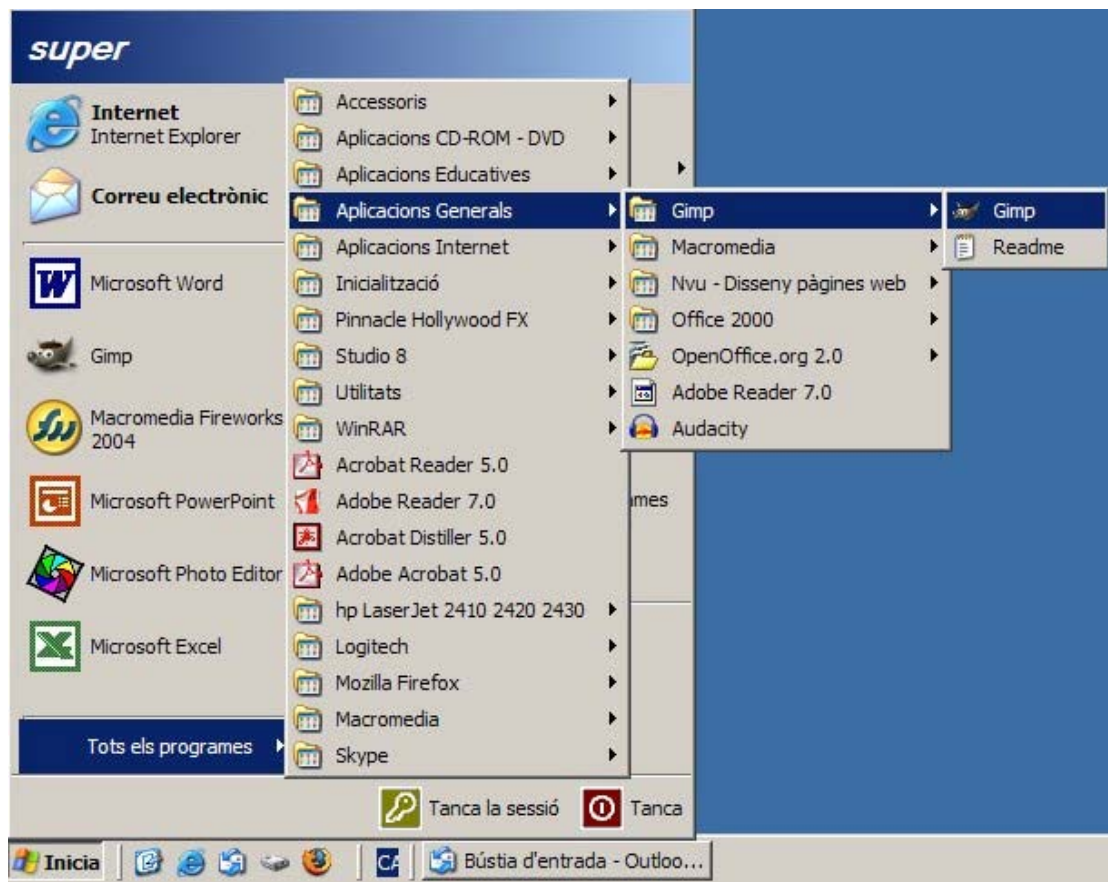 super
Internet
Internet Explorer
Correu electrònic
Microsoft Word
Gimp
Macromedia Fireworks
2004
Microsoft PowerPoint
Microsoft Photo Editor
Microsoft Excel
Tots els programes
Accessoris
Aplicacions CD-ROM - DVD
Aplicacions Educatives
Aplicacions Generals
Aplicacions Internet
Inicialització
Pinnacle Hollywood FX
Studio 8
Utilitats
WinRAR
Acrobat Reader 5.0
Adobe Reader 7.0
Acrobat Distiller 5.0
Adobe Acrobat 5.0
hp LaserJet 2410 2420 2430
Logitech
Mozilla Firefox
Macromedia
Skype
Gimp
Macromedia
Nvu - Disseny pàgines web
Office 2000
OpenOffice.org 2.0
Adobe Reader 7.0
Audacity
Gimp
Readme
Tanca la sessió
Tanca
Inicia
CA
Bústia d'entrada - Outloo...